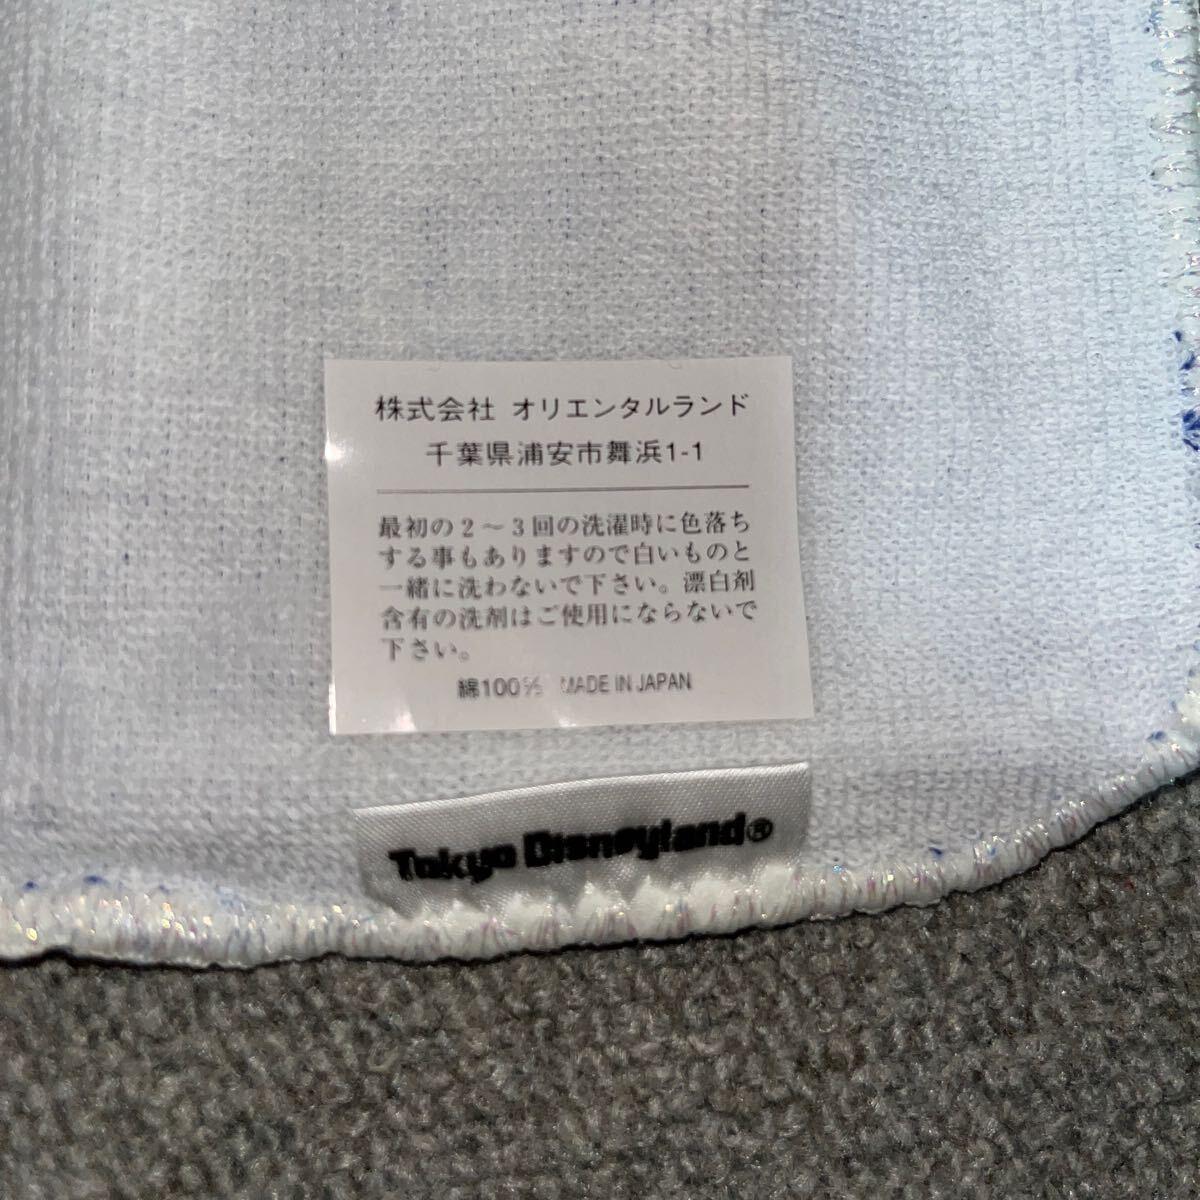 株式会社 オリエンタルランド
千葉県浦安市舞浜1-1
最初の2～3回の洗濯時に色落ち
する事もありますので白いものと
一緒に洗わないで下さい。漂白剤
含有の洗剤はご使用にならないで
下さい。
綿100% MADE IN JAPAN
Tokyo Disneyland®